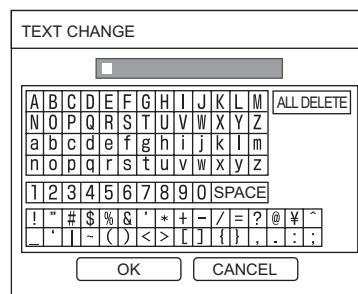 TEXT CHANGE
A B C D E F G H I J K L M ALL DELETE
N O P Q R S T U V W X Y Z
a b c d e f g h i j k l m
n o p q r s t u v w x y z
1 2 3 4 5 6 7 8 9 0 SPACE
! " # $ % & ' * + - / = ? @ ¥ ^
_ ‘ | ~ ( ) < > [ ] { } , . : ;
OK CANCEL